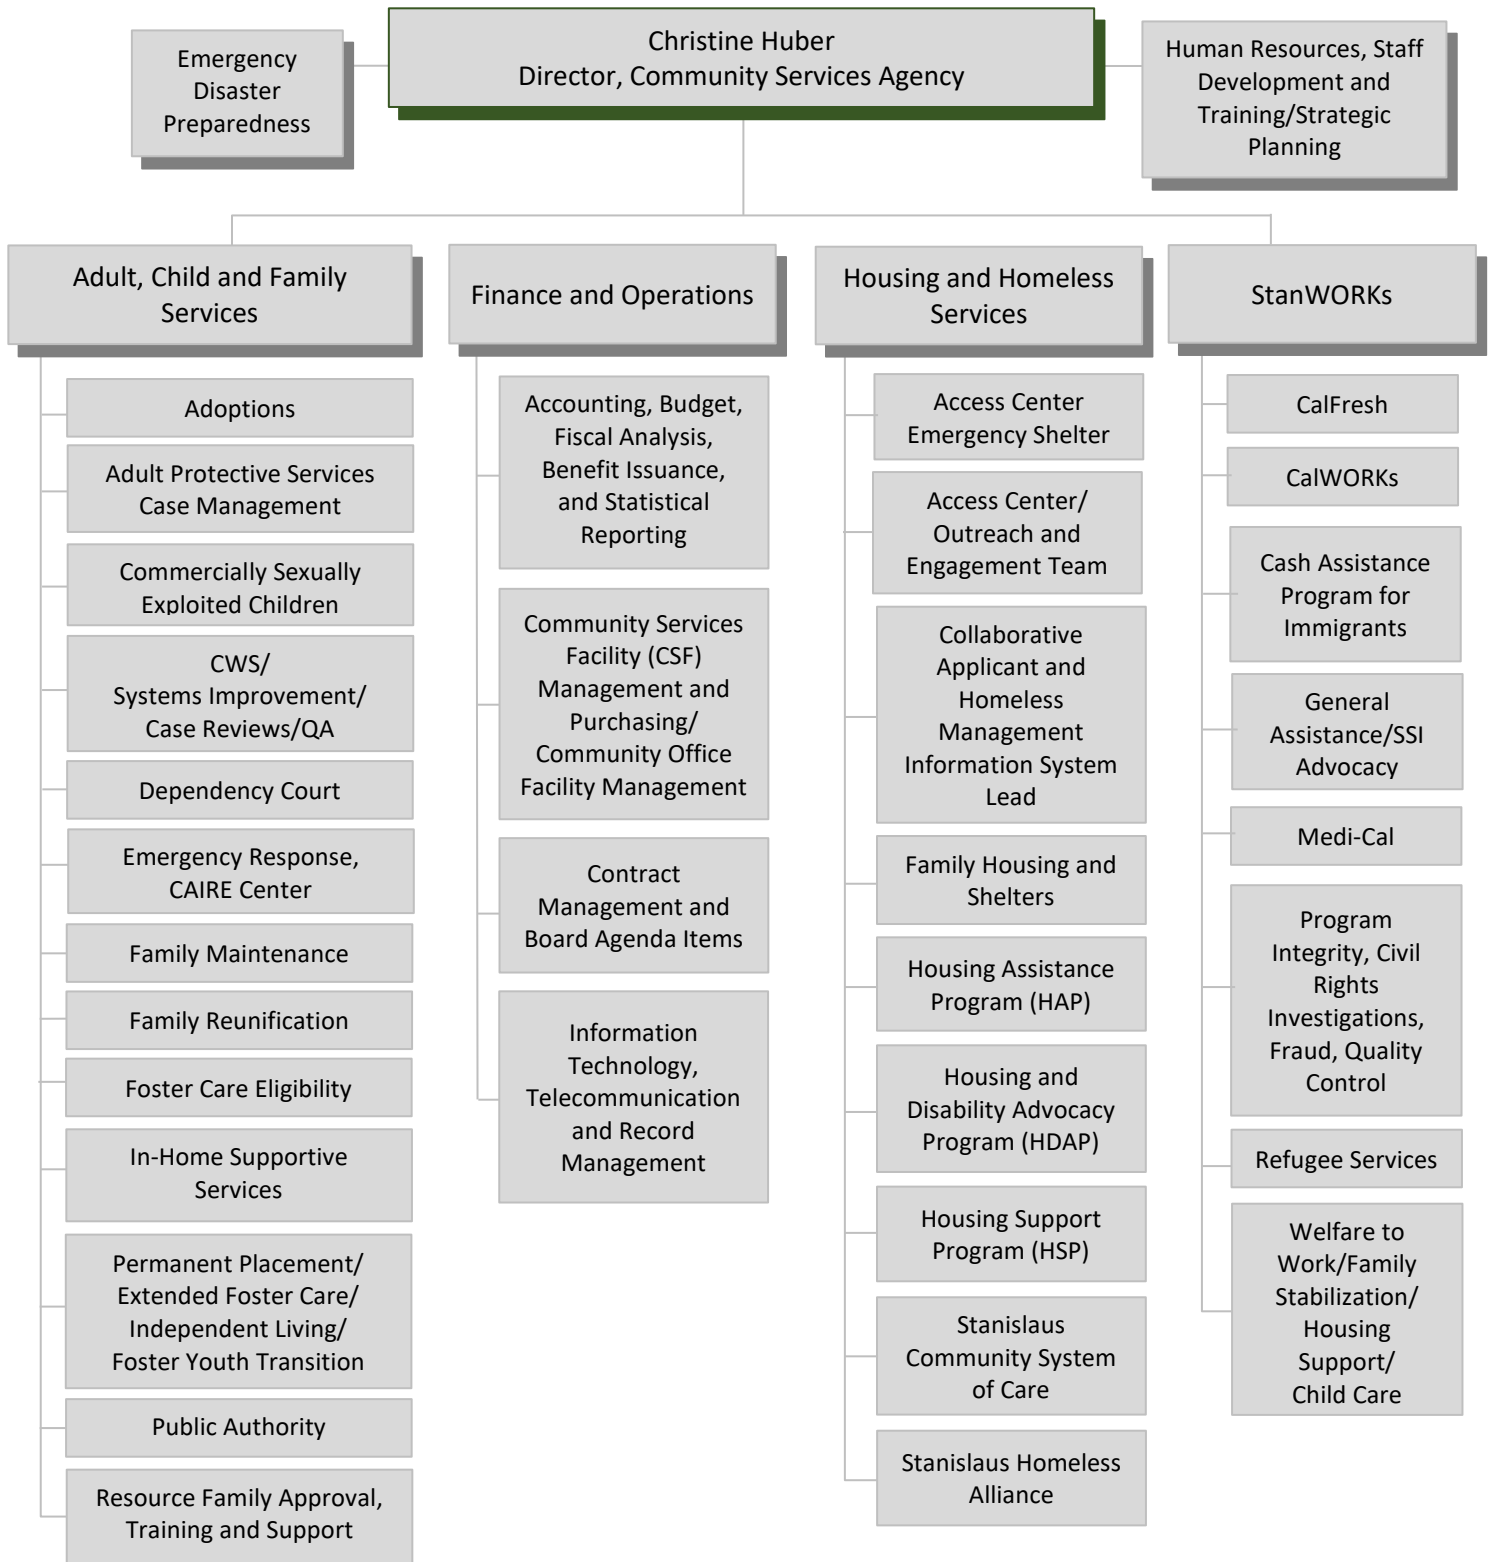 Christine Huber
Director, Community Services Agency
Emergency
Disaster
Preparedness
Human Resources, Staff
Development and
Training/Strategic
Planning
Adult, Child and Family
Services
Adoptions
Adult Protective Services
Case Management
Commercially Sexually
Exploited Children
CWS/
Systems Improvement/
Case Reviews/QA
Dependency Court
Emergency Response,
CAIRE Center
Family Maintenance
Family Reunification
Foster Care Eligibility
In-Home Supportive
Services
Permanent Placement/
Extended Foster Care/
Independent Living/
Foster Youth Transition
Public Authority
Resource Family Approval,
Training and Support
Finance and Operations
Accounting, Budget,
Fiscal Analysis,
Benefit Issuance,
and Statistical
Reporting
Community Services
Facility (CSF)
Management and
Purchasing/
Community Office
Facility Management
Contract
Management and
Board Agenda Items
Information
Technology,
Telecommunication
and Record
Management
Housing and Homeless
Services
Access Center
Emergency Shelter
Access Center/
Outreach and
Engagement Team
Collaborative
Applicant and
Homeless
Management
Information System
Lead
Family Housing and
Shelters
Housing Assistance
Program (HAP)
Housing and
Disability Advocacy
Program (HDAP)
Housing Support
Program (HSP)
Stanislaus
Community System
of Care
Stanislaus Homeless
Alliance
StanWORKs
CalFresh
CalWORKs
Cash Assistance
Program for
Immigrants
General
Assistance/SSI
Advocacy
Medi-Cal
Program
Integrity, Civil
Rights
Investigations,
Fraud, Quality
Control
Refugee Services
Welfare to
Work/Family
Stabilization/
Housing
Support/
Child Care